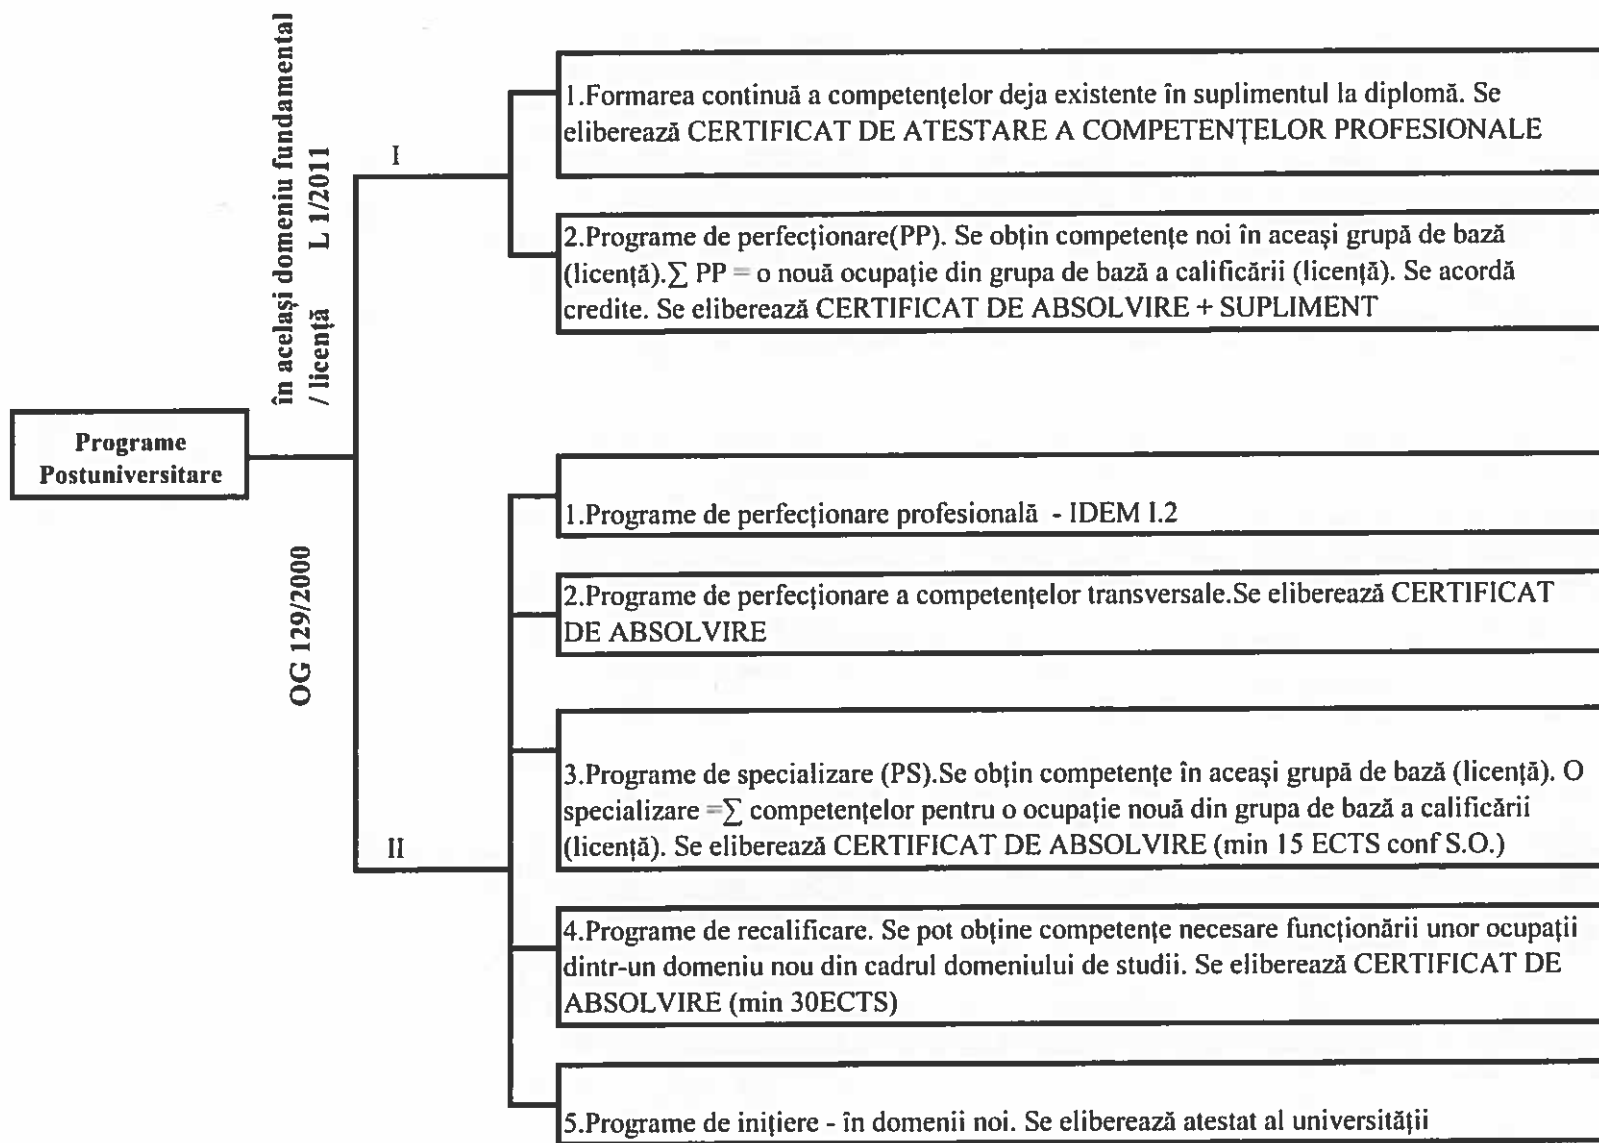 în același domeniu fundamental
/ licență L 1/2011
I
1.Formarea continuă a competențelor deja existente în suplimentul la diplomă. Se
eliberează CERTIFICAT DE ATESTARE A COMPETENȚELOR PROFESIONALE
2.Programe de perfecționare(PP). Se obțin competențe noi în aceași grupă de bază
(licență).∑ PP = o nouă ocupație din grupa de bază a calificării (licență). Se acordă
credite. Se eliberează CERTIFICAT DE ABSOLVIRE + SUPLIMENT
Programe
Postuniversitare
OG 129/2000
II
1.Programe de perfecționare profesională - IDEM I.2
2.Programe de perfecționare a competențelor transversale.Se eliberează CERTIFICAT
DE ABSOLVIRE
3.Programe de specializare (PS).Se obțin competențe în aceași grupă de bază (licență). O
specializare =∑ competențelor pentru o ocupație nouă din grupa de bază a calificării
(licență). Se eliberează CERTIFICAT DE ABSOLVIRE (min 15 ECTS conf S.O.)
4.Programe de recalificare. Se pot obține competențe necesare funcționării unor ocupații
dintr-un domeniu nou din cadrul domeniului de studii. Se eliberează CERTIFICAT DE
ABSOLVIRE (min 30ECTS)
5.Programe de inițiere - în domenii noi. Se eliberează atestat al universității